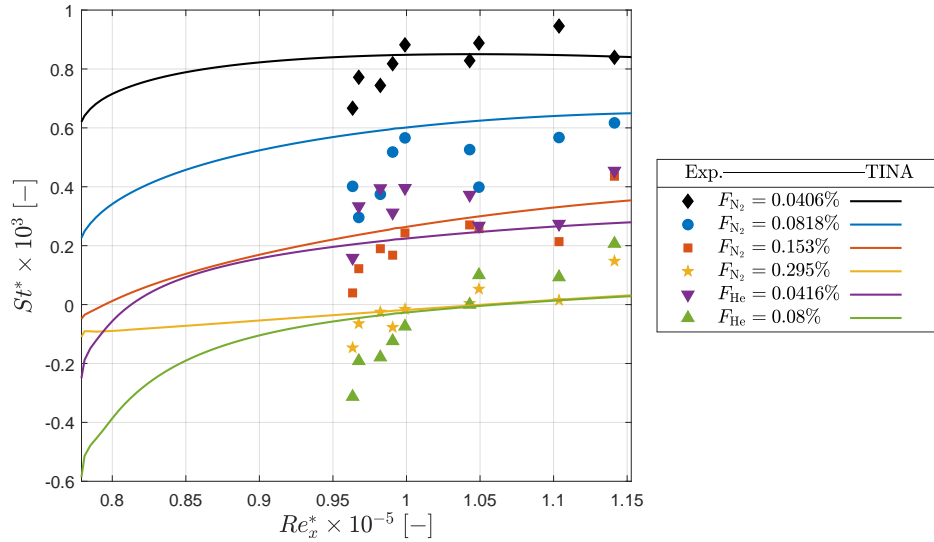 1
0.8
0.6
0.4
0.2
0
-0.2
-0.4
-0.6
St* × 10³ [−]
0.8 0.85 0.9 0.95 1 1.05 1.1 1.15
Reₓ* × 10⁻⁵ [−]
Exp. TINA
F_N₂ = 0.0406%
F_N₂ = 0.0818%
F_N₂ = 0.153%
F_N₂ = 0.295%
F_He = 0.0416%
F_He = 0.08%